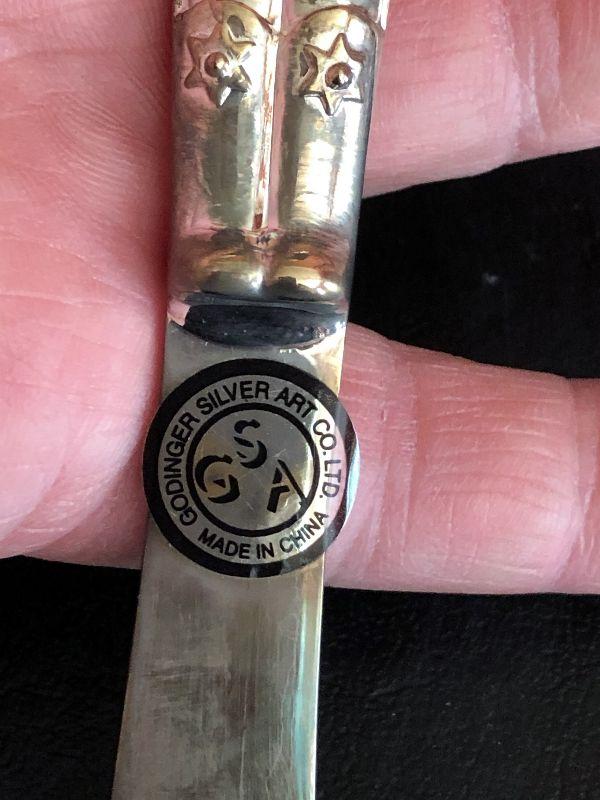 GODINGER SILVER ART CO. LTD.
GSA
MADE IN CHINA